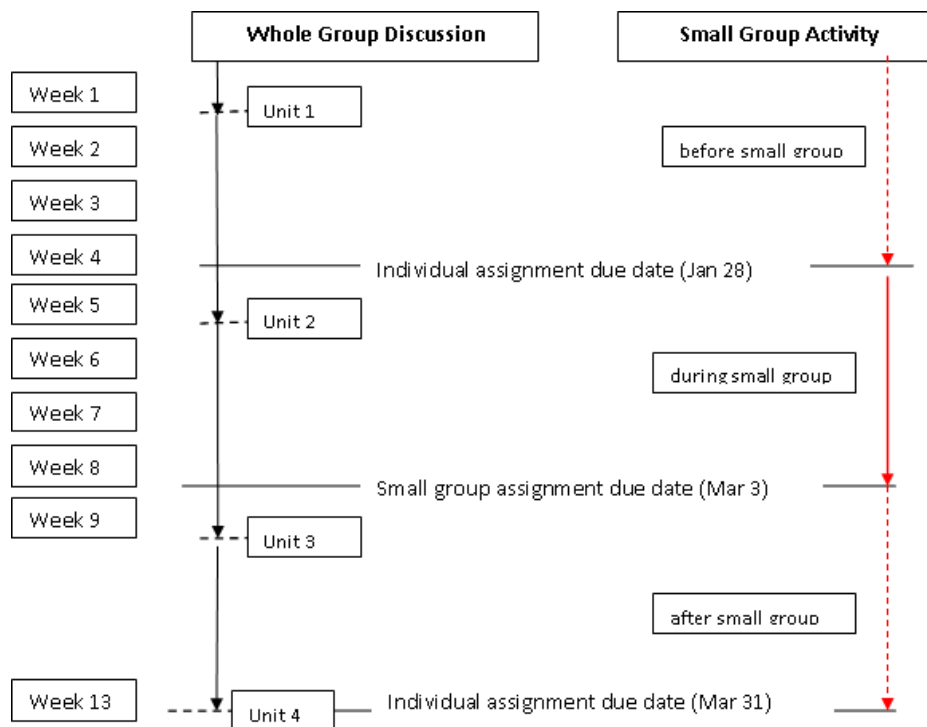 Whole Group Discussion
Small Group Activity
Week 1
Unit 1
Week 2
before small group
Week 3
Week 4
Individual assignment due date (Jan 28)
Week 5
Unit 2
Week 6
during small group
Week 7
Week 8
Small group assignment due date (Mar 3)
Week 9
Unit 3
after small group
Week 13
Individual assignment due date (Mar 31)
Unit 4